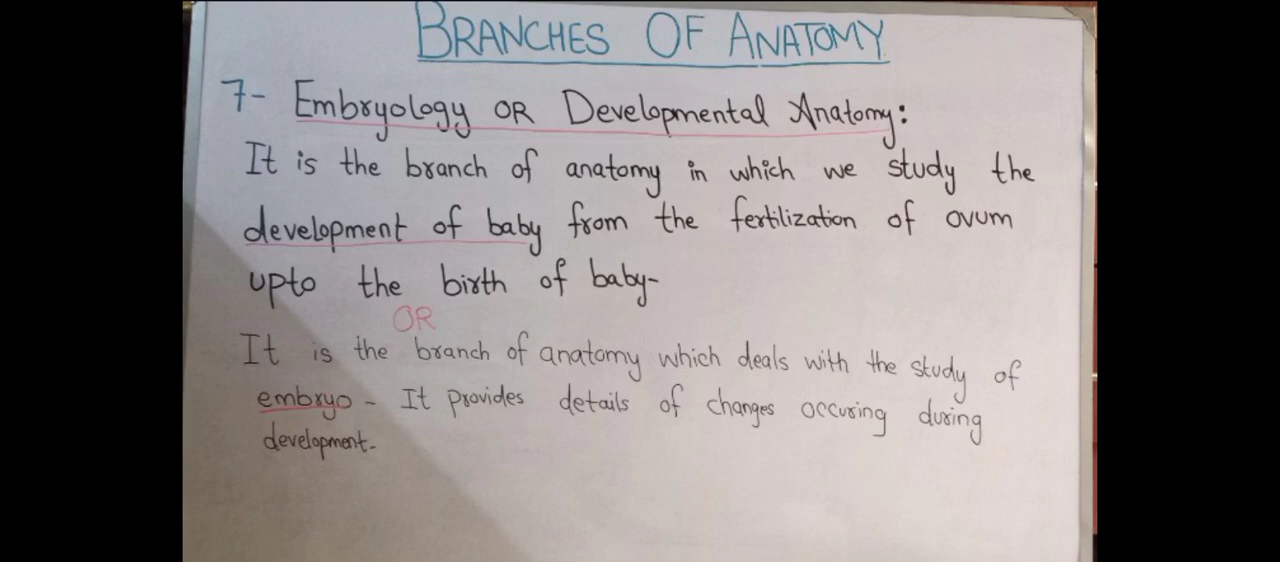 BRANCHES OF ANATOMY
7- Embryology OR Developmental Anatomy:
It is the branch of anatomy in which we study the
development of baby from the fertilization of ovum
upto the birth of baby-
OR
It is the branch of anatomy which deals with the study of
embryo - It provides details of changes occuring during
development-